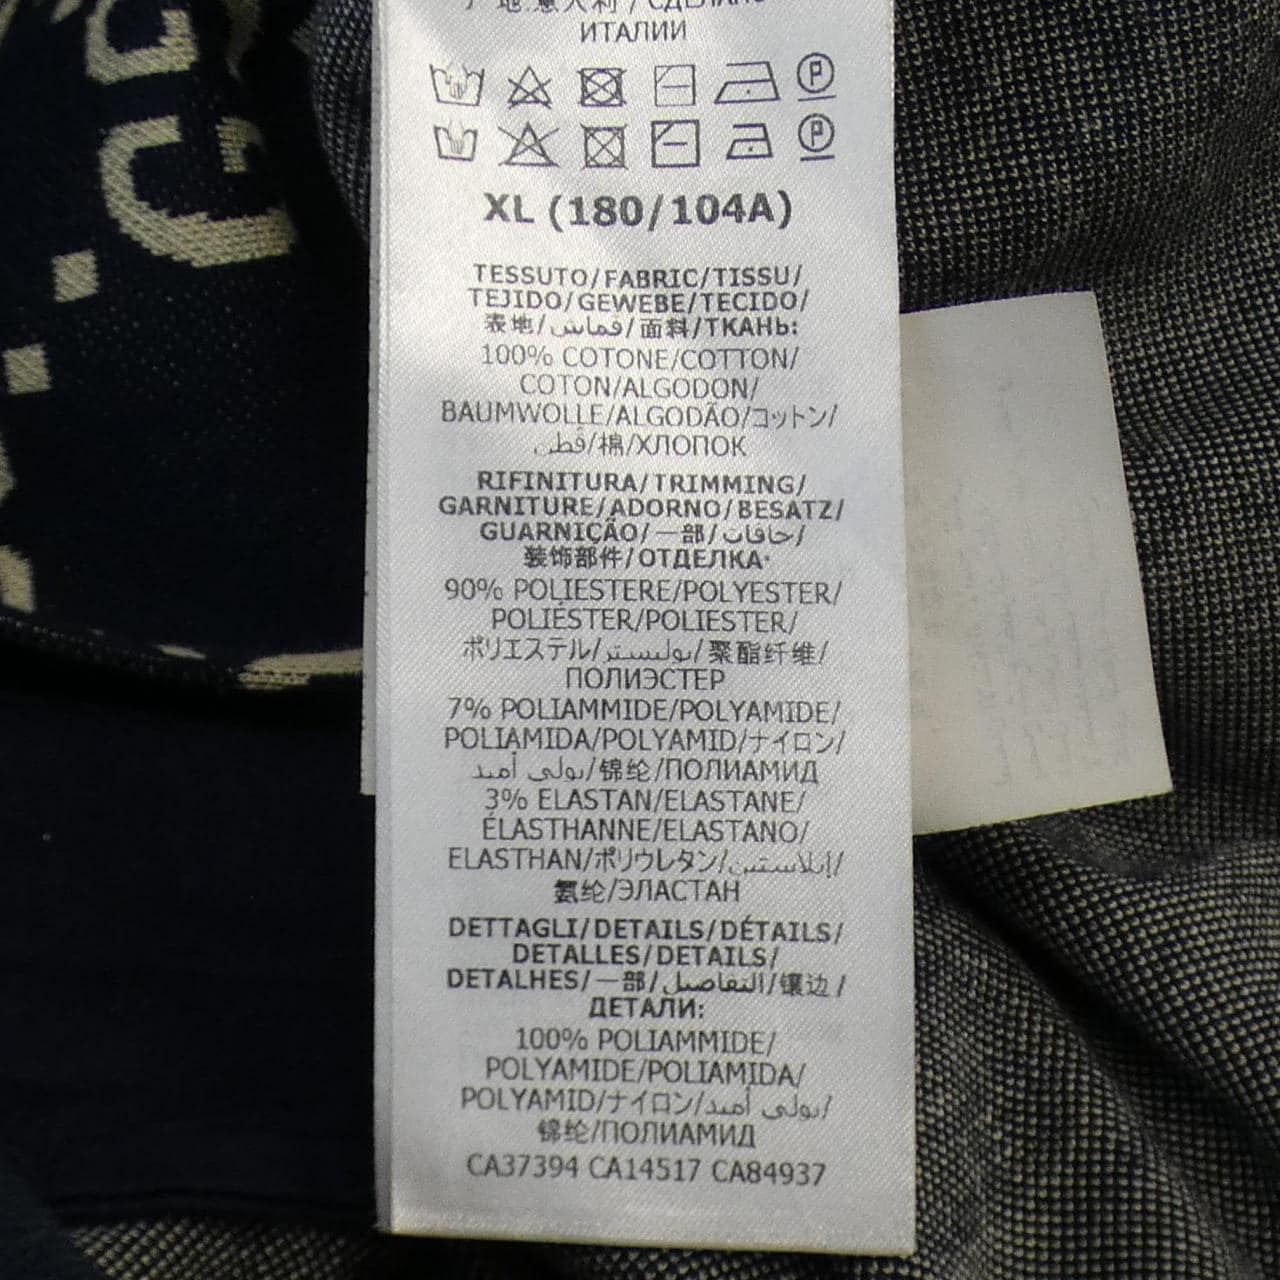 产地意大利 / СДЕЛАНО
ИТАЛИИ
P
P
XL (180/104A)
TESSUTO/FABRIC/TISSU/
TEJIDO/GEWEBE/TECIDO/
表地/قماش/面料/ТКАНЬ:
100% COTONE/COTTON/
COTON/ALGODON/
BAUMWOLLE/ALGODÃO/コットン/
قطن/棉/ХЛОПОК
RIFINITURA/TRIMMING/
GARNITURE/ADORNO/BESATZ/
GUARNIÇÃO/一部/حافات/
装饰部件/ОТДЕЛКА:
90% POLIESTERE/POLYESTER/
POLIÉSTER/POLIESTER/
ポリエステル/بوليستر/聚酯纤维/
ПОЛИЭСТЕР
7% POLIAMMIDE/POLYAMIDE/
POLIAMIDA/POLYAMID/ナイロン/
بولي أميد/锦纶/ПОЛИАМИД
3% ELASTAN/ELASTANE/
ÉLASTHANNE/ELASTANO/
ELASTHAN/ポリウレタン/إيلاستين/
氨纶/ЭЛАСТАН
DETTAGLI/DETAILS/DÉTAILS/
DETALLES/DETAILS/
DETALHES/一部/التفاصيل/镶边/
ДЕТАЛИ:
100% POLIAMMIDE/
POLYAMIDE/POLIAMIDA/
POLYAMID/ナイロン/بولي أميد/
锦纶/ПОЛИАМИД
CA37394 CA14517 CA84937